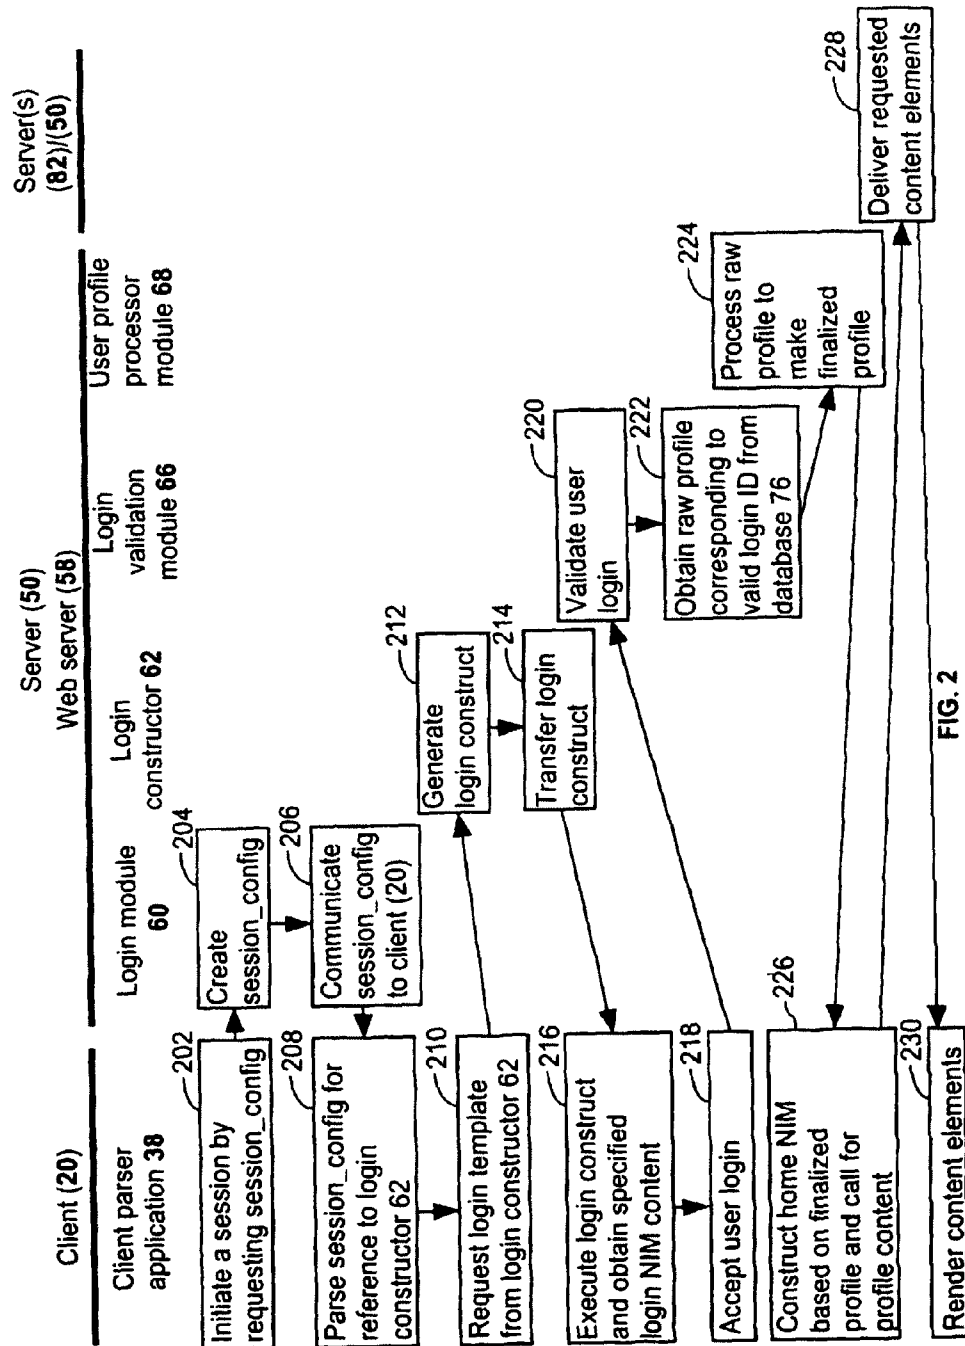 Client (20)
Client parser
application 38
Server (50)
Web server (58)
Login module
60
Login
constructor 62
Login
validation
module 66
User profile
processor
module 68
Server(s)
(82)/(50)
202
Initiate a session by
requesting session_config
204
Create
session_config
206
Communicate
session_config
to client (20)
208
Parse session_config for
reference to login
constructor 62
210
Request login template
from login constructor 62
212
Generate
login construct
214
Transfer login
construct
216
Execute login construct
and obtain specified
login NIM content
218
Accept user login
220
Validate user
login
222
Obtain raw profile
corresponding to
valid login ID from
database 76
224
Process raw
profile to
make
finalized
profile
226
Construct home NIM
based on finalized
profile and call for
profile content
228
Deliver requested
content elements
230
Render content elements
FIG. 2